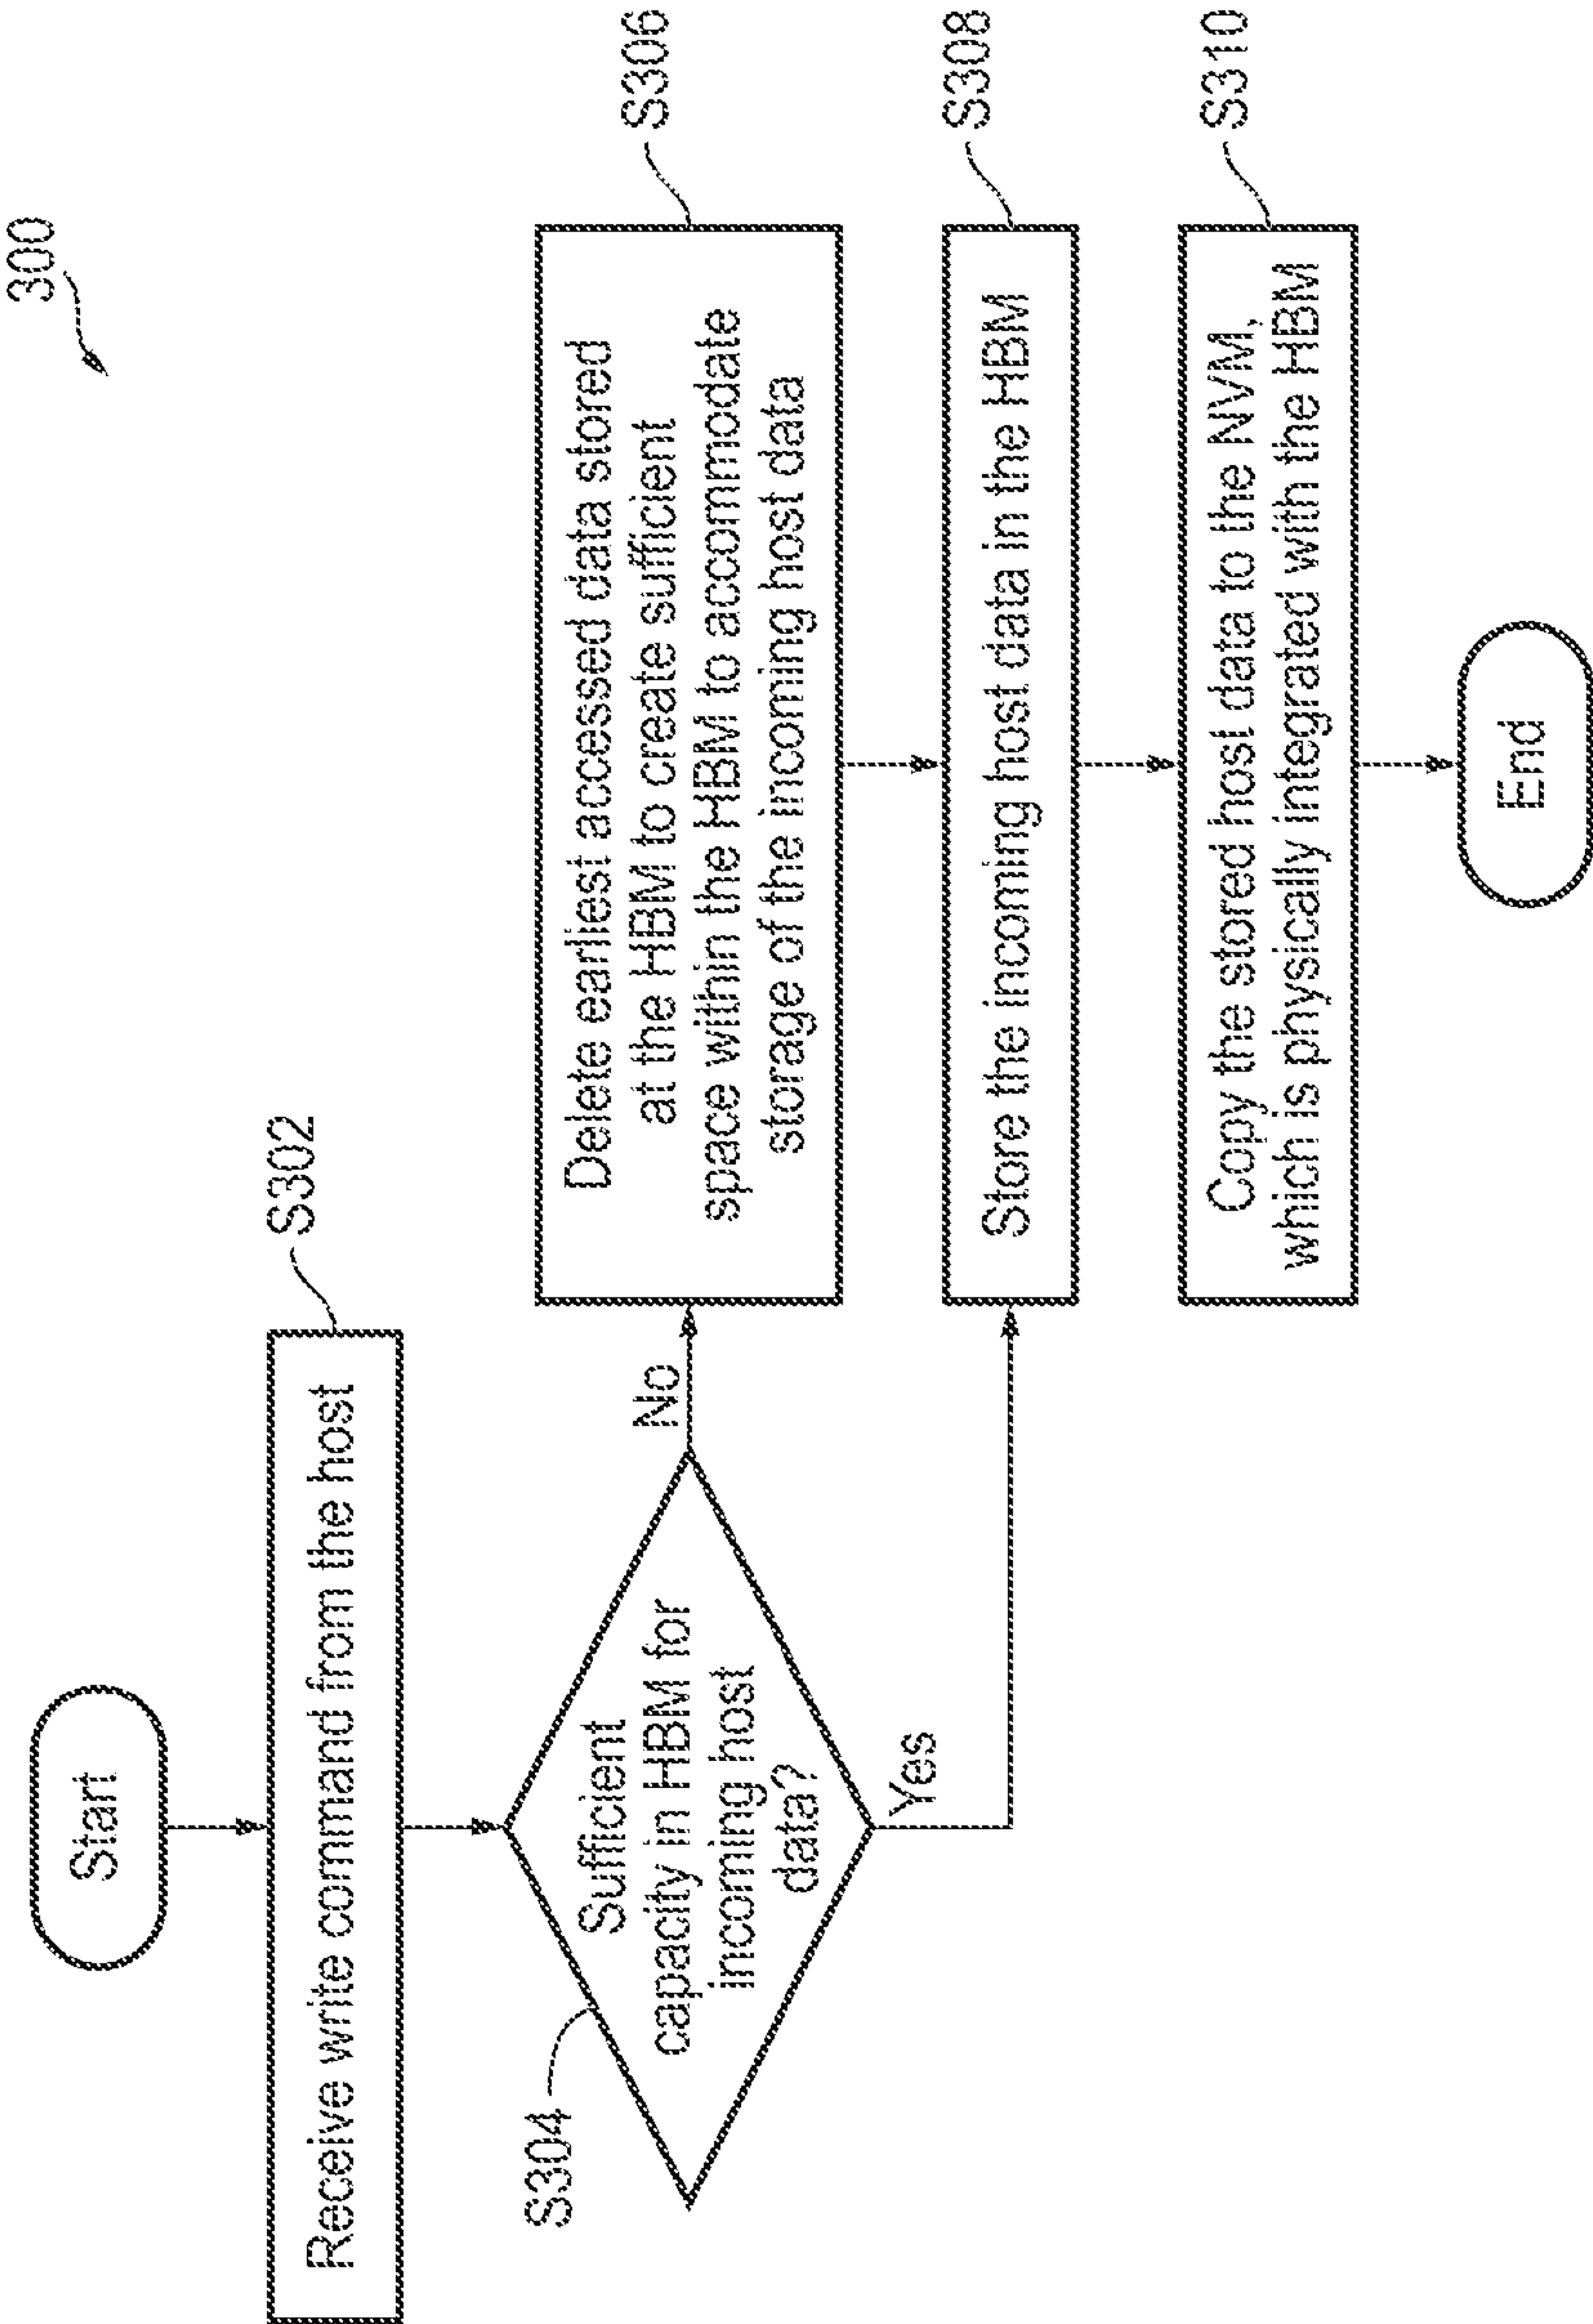 300
Start
Receive write command from the host
S302
S304
Sufficient
capacity in HBM for
incoming host
data?
No
Yes
Delete earliest accessed data stored
at the HBM to create sufficient
space within the HBM to accommodate
storage of the incoming host data
S306
Store the incoming host data in the HBM
S308
Copy the stored host data to the NVM,
which is physically integrated with the HBM
S310
End